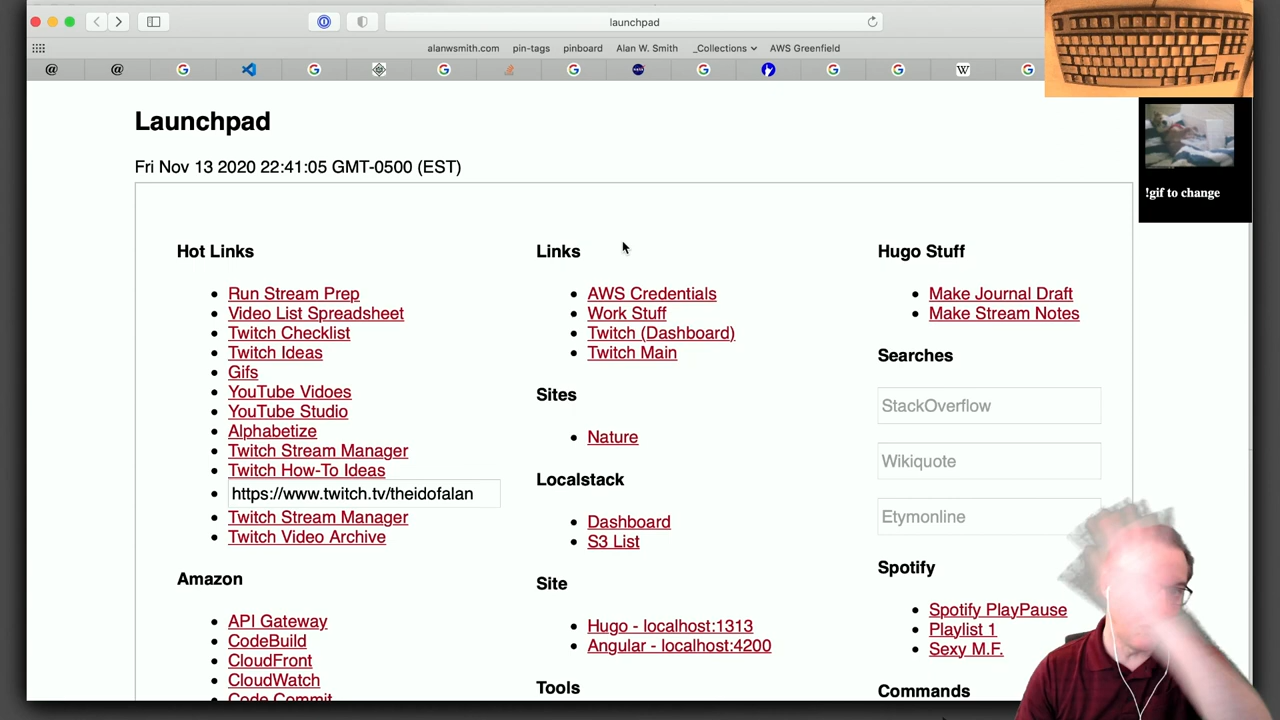 launchpad
alanwsmith.com pin-tags pinboard Alan W. Smith _Collections AWS Greenfield
Launchpad
Fri Nov 13 2020 22:41:05 GMT-0500 (EST)
!gif to change
Hot Links
Run Stream Prep
Video List Spreadsheet
Twitch Checklist
Twitch Ideas
Gifs
YouTube Vidoes
YouTube Studio
Alphabetize
Twitch Stream Manager
Twitch How-To Ideas
https://www.twitch.tv/theidofalan
Twitch Stream Manager
Twitch Video Archive
Amazon
API Gateway
CodeBuild
CloudFront
CloudWatch
Code Commit
Links
AWS Credentials
Work Stuff
Twitch (Dashboard)
Twitch Main
Sites
Nature
Localstack
Dashboard
S3 List
Site
Hugo - localhost:1313
Angular - localhost:4200
Tools
Hugo Stuff
Make Journal Draft
Make Stream Notes
Searches
StackOverflow
Wikiquote
Etymonline
Spotify
Spotify PlayPause
Playlist 1
Sexy M.F.
Commands